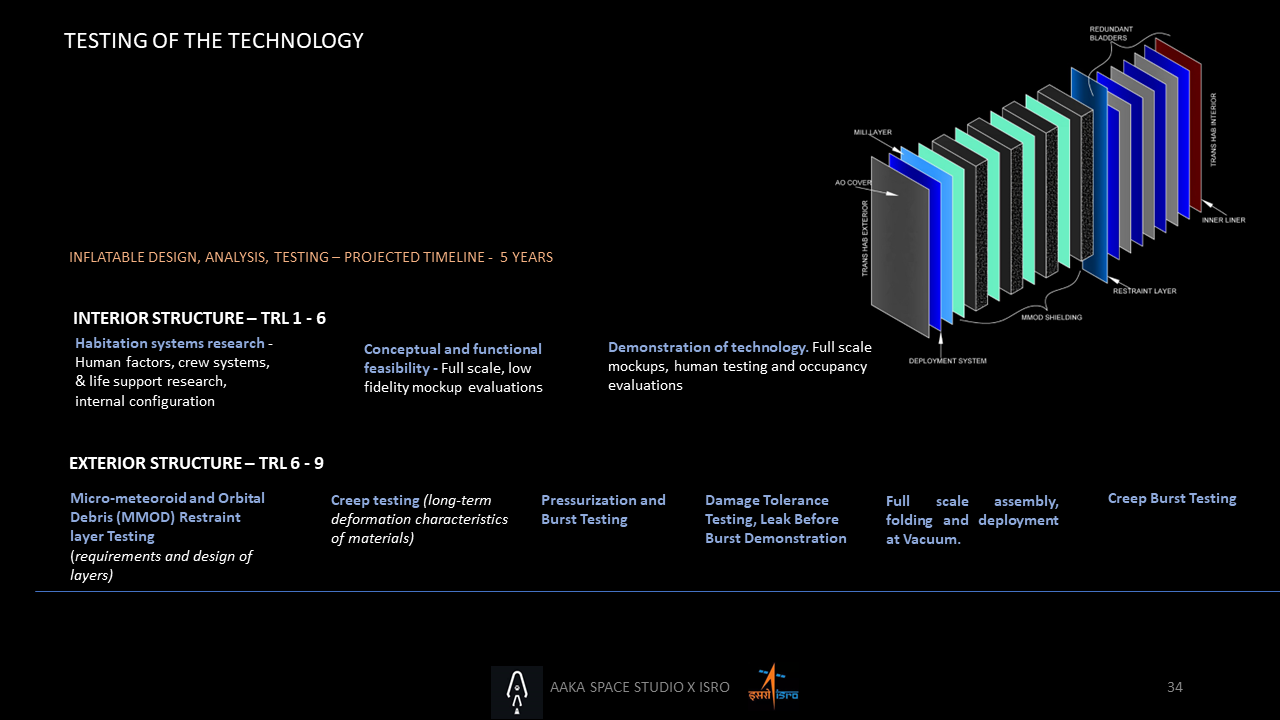 TESTING OF THE TECHNOLOGY
REDUNDANT
BLADDERS
MILI LAYER
AO COVER
TRANS HAB EXTERIOR
TRANS HAB INTERIOR
INNER LINER
RESTRAINT LAYER
MMOD SHIELDING
DEPLOYMENT SYSTEM
INFLATABLE DESIGN, ANALYSIS, TESTING – PROJECTED TIMELINE - 5 YEARS
INTERIOR STRUCTURE – TRL 1 - 6
Habitation systems research -
Human factors, crew systems,
& life support research,
internal configuration
Conceptual and functional
feasibility - Full scale, low
fidelity mockup evaluations
Demonstration of technology. Full scale
mockups, human testing and occupancy
evaluations
EXTERIOR STRUCTURE – TRL 6 - 9
Micro-meteoroid and Orbital
Debris (MMOD) Restraint
layer Testing
(requirements and design of
layers)
Creep testing (long-term
deformation characteristics
of materials)
Pressurization and
Burst Testing
Damage Tolerance
Testing, Leak Before
Burst Demonstration
Full scale assembly,
folding and deployment
at Vacuum.
Creep Burst Testing
AAKA SPACE STUDIO X ISRO
इसरो isro
34